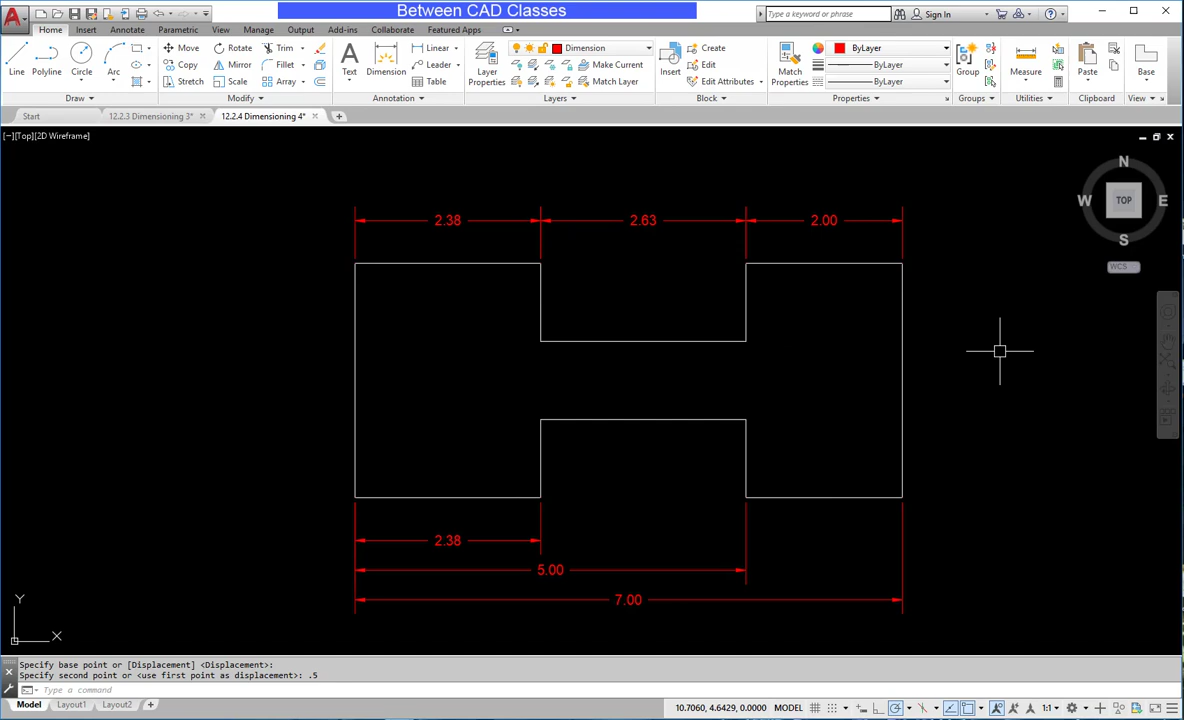 Between CAD Classes
Type a keyword or phrase
Sign In
Home Insert Annotate Parametric View Manage Output Add-ins Collaborate Featured Apps
Line Polyline Circle Arc
Move Rotate Trim
Copy Mirror Fillet
Stretch Scale Array
Text Dimension
Linear
Leader
Table
Layer
Properties
Dimension
Make Current
Match Layer
Insert
Create
Edit
Edit Attributes
Match
Properties
ByLayer
ByLayer
ByLayer
Group
Measure
Paste
Base
Draw Modify Annotation Layers Block Properties Groups Utilities Clipboard View
Start 12.2.3 Dimensioning 3* 12.2.4 Dimensioning 4*
[−][Top][2D Wireframe]
N
W TOP E
S
WCS
2.38 2.63 2.00
2.38
5.00
7.00
Y
X
Specify base point or [Displacement] <Displacement>:
Specify second point or <use first point as displacement>: .5
Type a command
Model Layout1 Layout2
10.7060, 4.6429, 0.0000 MODEL 1:1